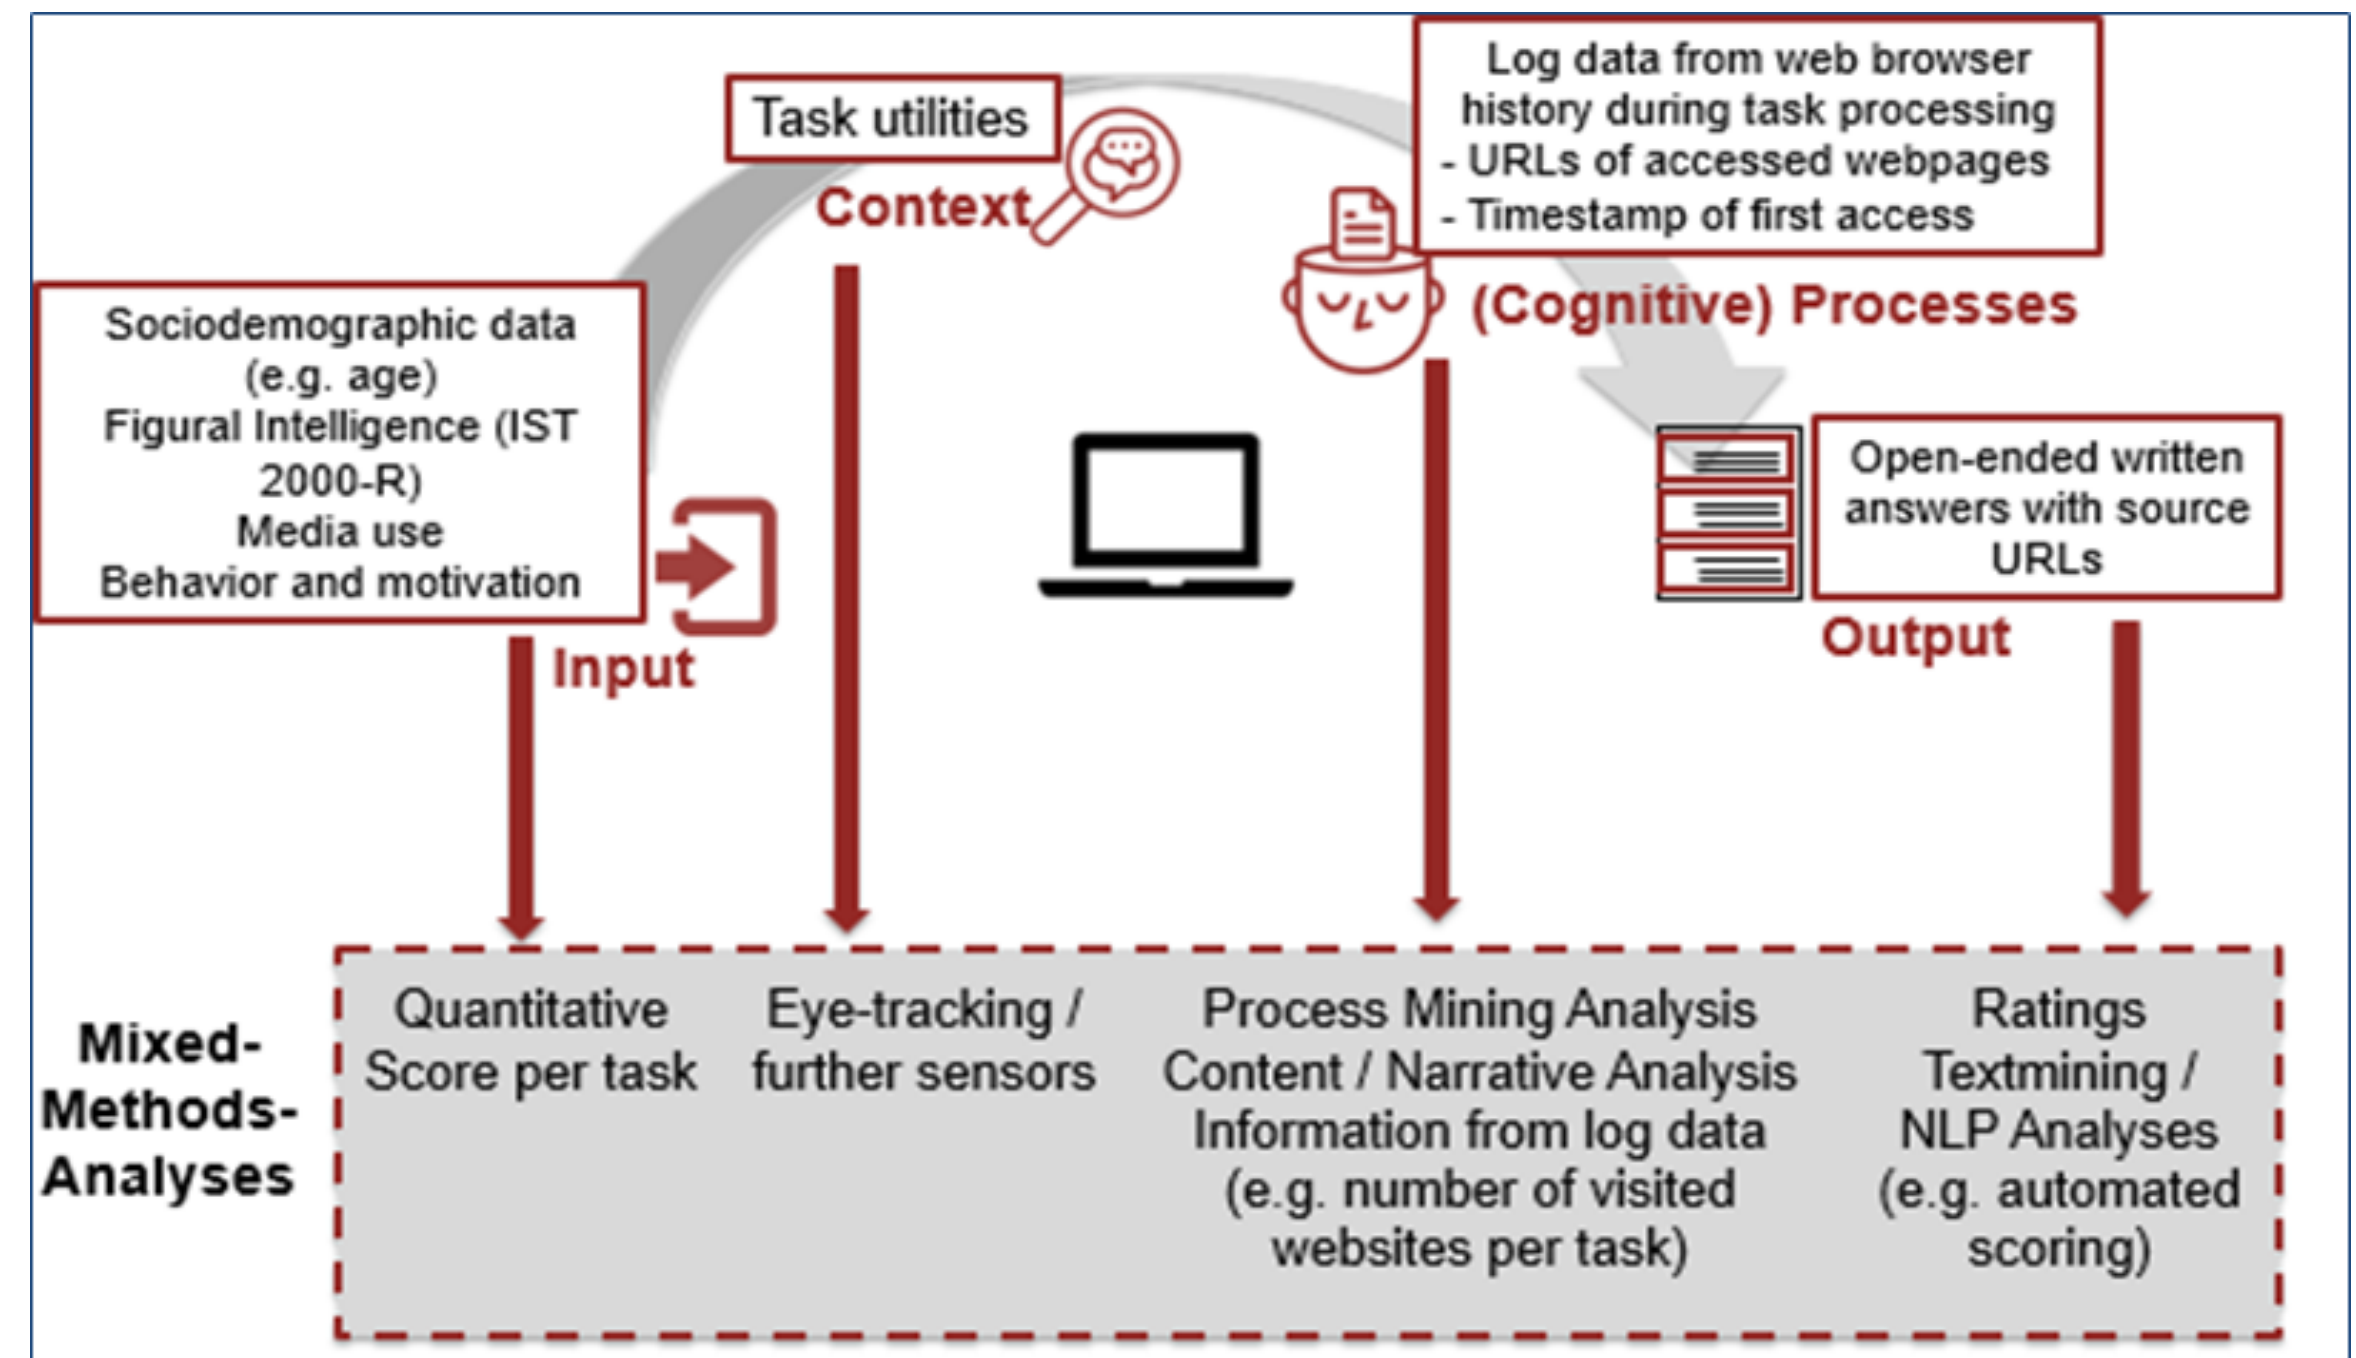 Task utilities
Context
Log data from web browser
history during task processing
- URLs of accessed webpages
- Timestamp of first access
(Cognitive) Processes
Sociodemographic data
(e.g. age)
Figural Intelligence (IST
2000-R)
Media use
Behavior and motivation
Input
Open-ended written
answers with source
URLs
Output
Mixed-
Methods-
Analyses
Quantitative
Score per task
Eye-tracking /
further sensors
Process Mining Analysis
Content / Narrative Analysis
Information from log data
(e.g. number of visited
websites per task)
Ratings
Textmining /
NLP Analyses
(e.g. automated
scoring)